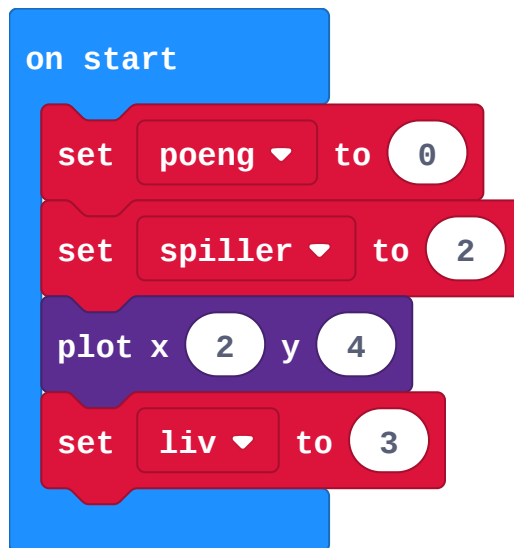 on start
set poeng to 0
set spiller to 2
plot x 2 y 4
set liv to 3